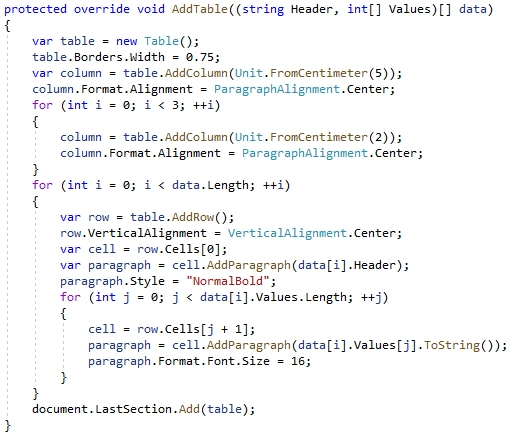 protected override void AddTable((string Header, int[] Values)[] data)
{
    var table = new Table();
    table.Borders.Width = 0.75;
    var column = table.AddColumn(Unit.FromCentimeter(5));
    column.Format.Alignment = ParagraphAlignment.Center;
    for (int i = 0; i < 3; ++i)
    {
        column = table.AddColumn(Unit.FromCentimeter(2));
        column.Format.Alignment = ParagraphAlignment.Center;
    }
    for (int i = 0; i < data.Length; ++i)
    {
        var row = table.AddRow();
        row.VerticalAlignment = VerticalAlignment.Center;
        var cell = row.Cells[0];
        var paragraph = cell.AddParagraph(data[i].Header);
        paragraph.Style = "NormalBold";
        for (int j = 0; j < data[i].Values.Length; ++j)
        {
            cell = row.Cells[j + 1];
            paragraph = cell.AddParagraph(data[i].Values[j].ToString());
            paragraph.Format.Font.Size = 16;
        }
    }
    document.LastSection.Add(table);
}